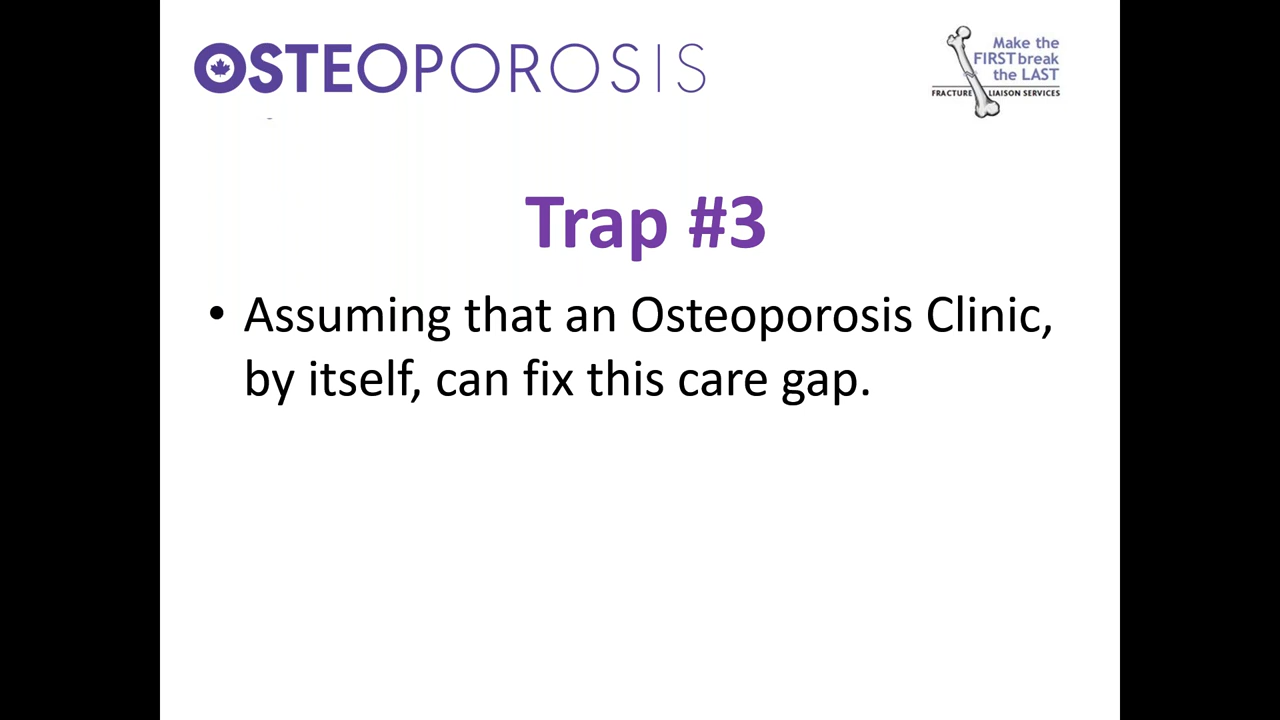 OSTEOPOROSIS
Make the
FIRST break
the LAST
FRACTURE LIAISON SERVICES
Trap #3
• Assuming that an Osteoporosis Clinic,
by itself, can fix this care gap.